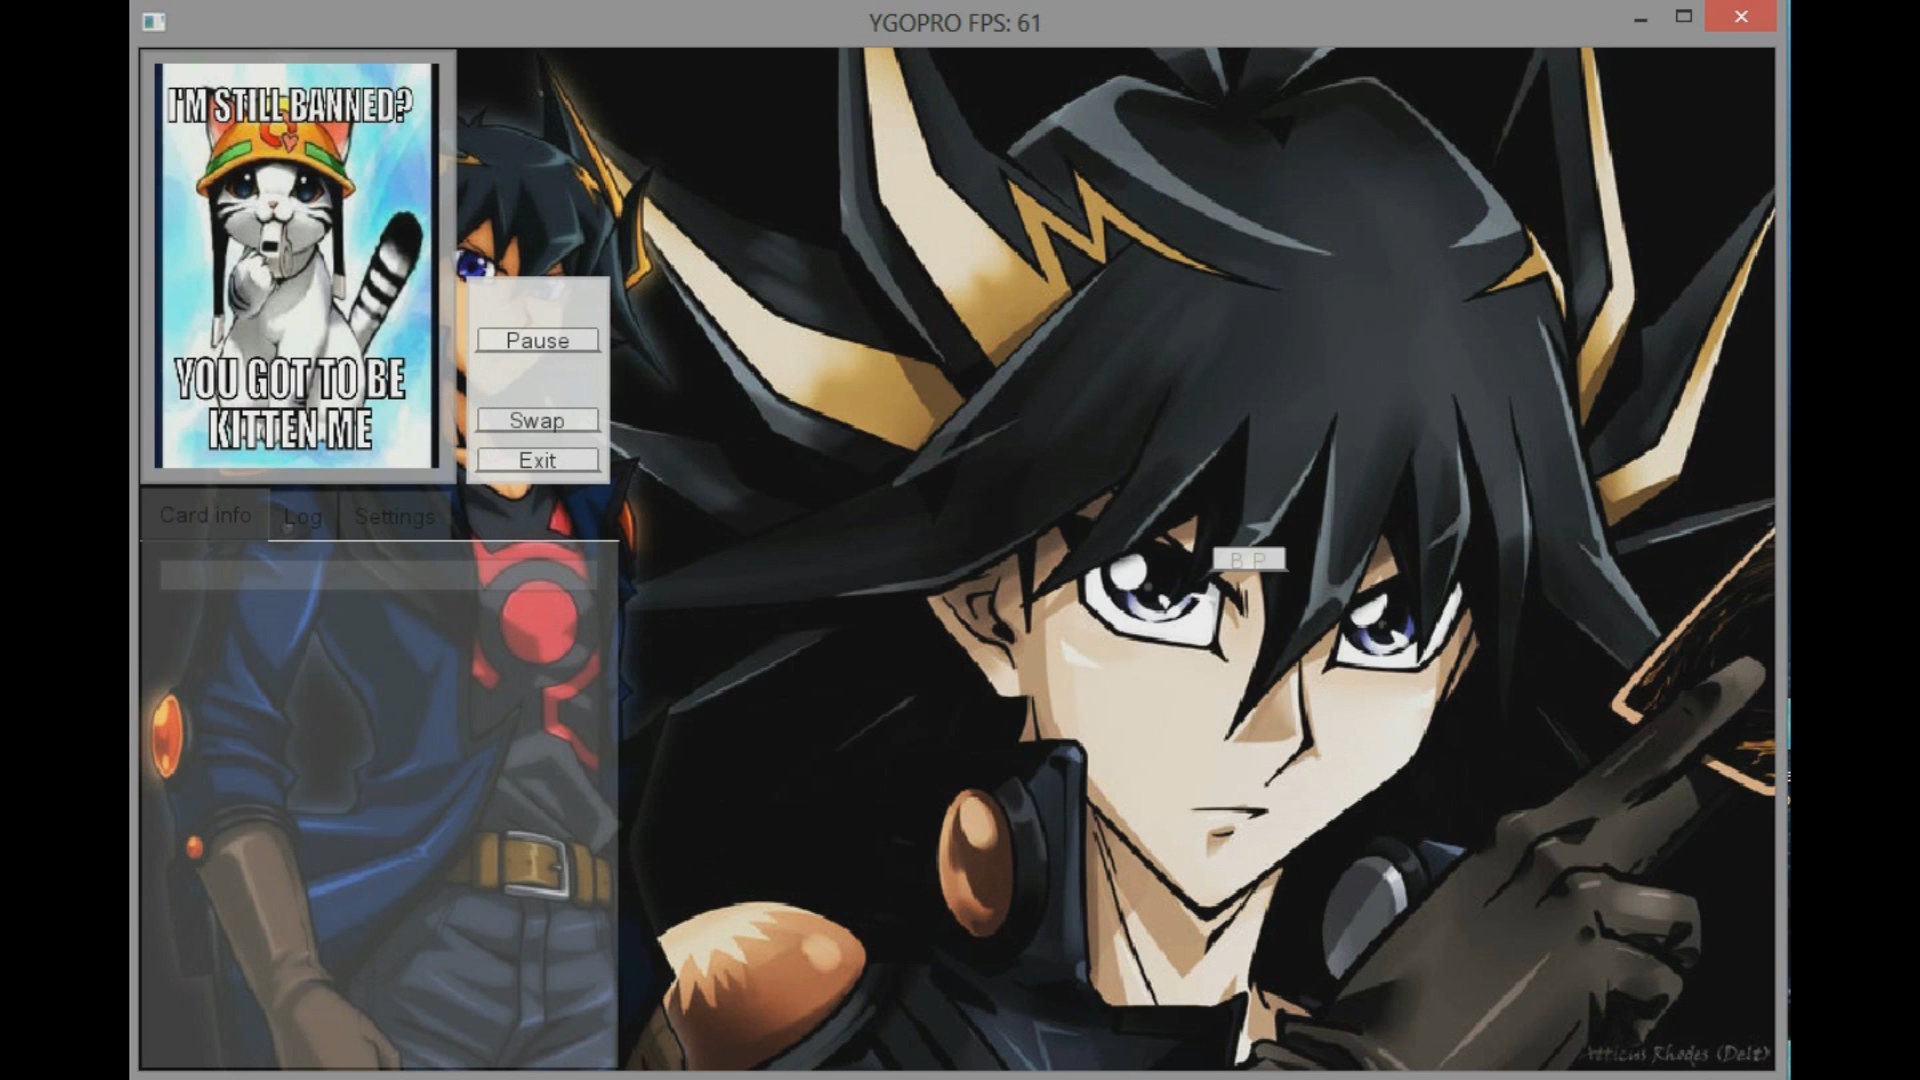 YGOPRO FPS: 61
I'M STILL BANNED?
YOU GOT TO BE
KITTEN ME
Pause
Swap
Exit
Card info
Log
Settings
B P
Atticus Rhodes (Delt)